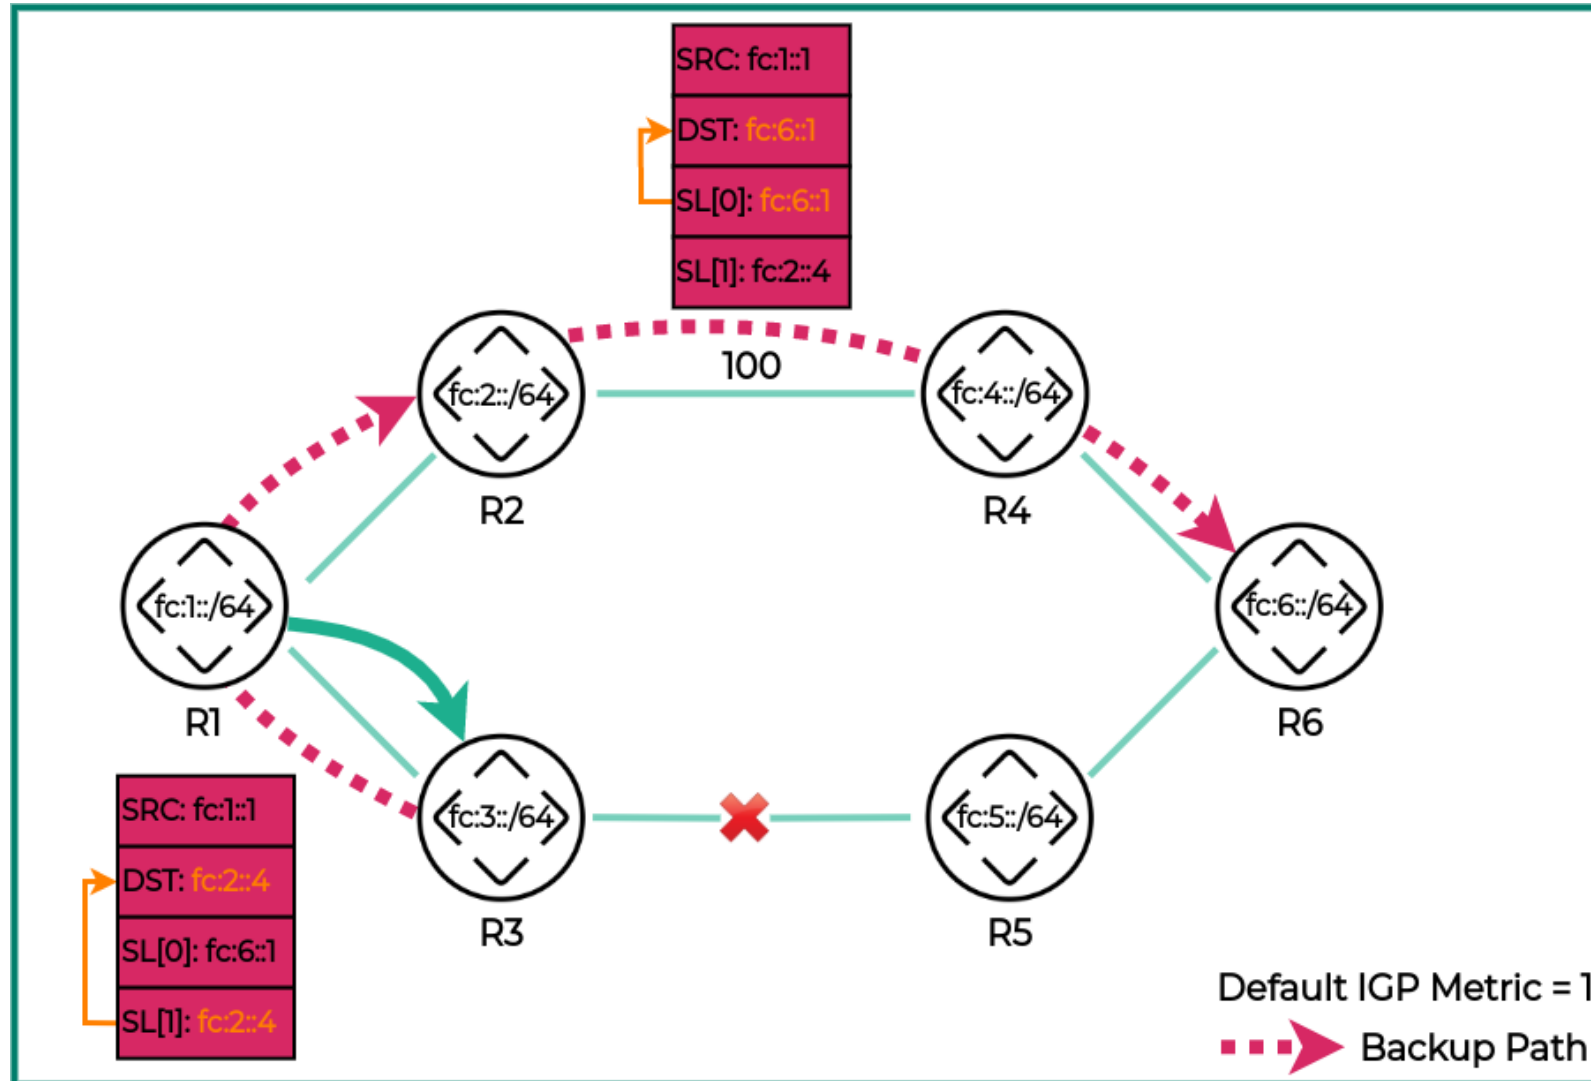 SRC: fc:1::1
DST: fc:6::1
SL[0]: fc:6::1
SL[1]: fc:2::4
100
fc:2::/64
fc:4::/64
R2
R4
fc:1::/64
fc:6::/64
R1
R6
SRC: fc:1::1
DST: fc:2::4
SL[0]: fc:6::1
SL[1]: fc:2::4
fc:3::/64
fc:5::/64
R3
R5
Default IGP Metric = 1
Backup Path